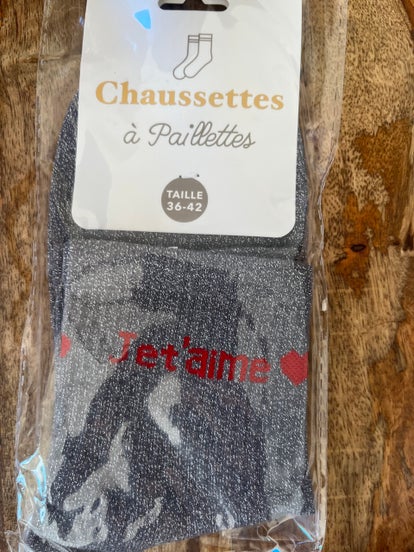 Chaussettes
à Paillettes
TAILLE
36-42
Je t'aime